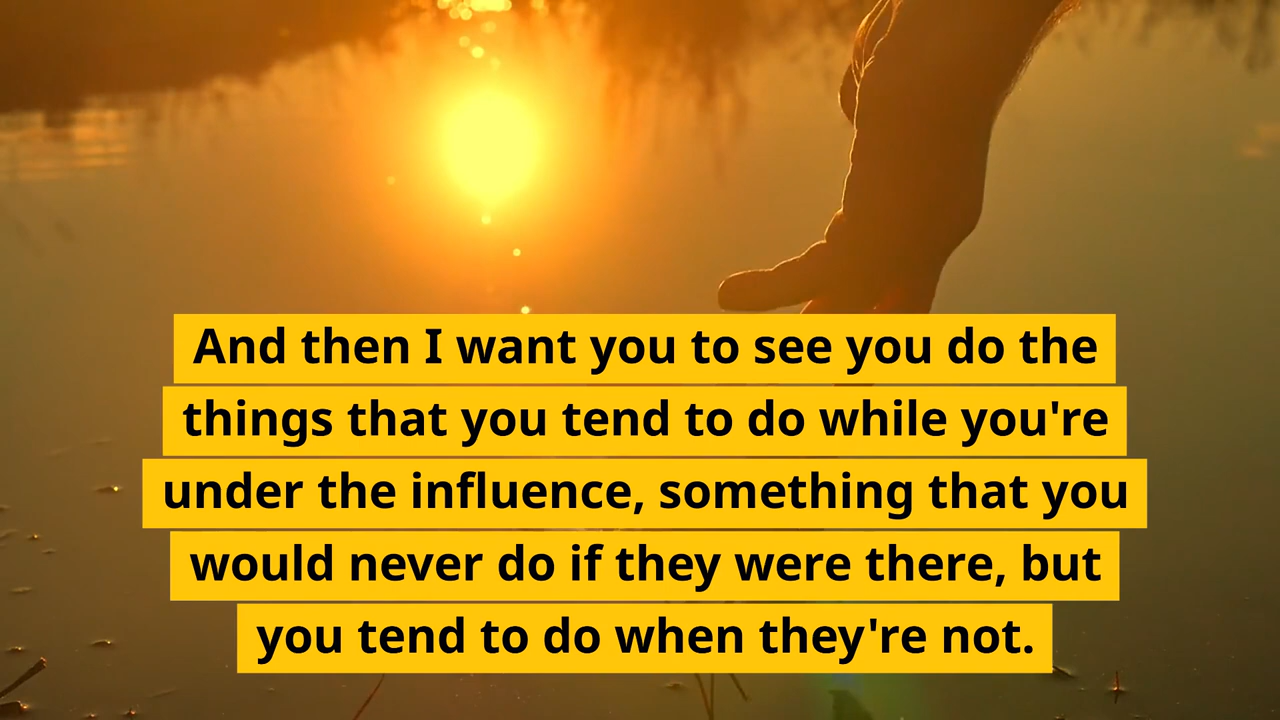 And then I want you to see you do the
things that you tend to do while you're
under the influence, something that you
would never do if they were there, but
you tend to do when they're not.